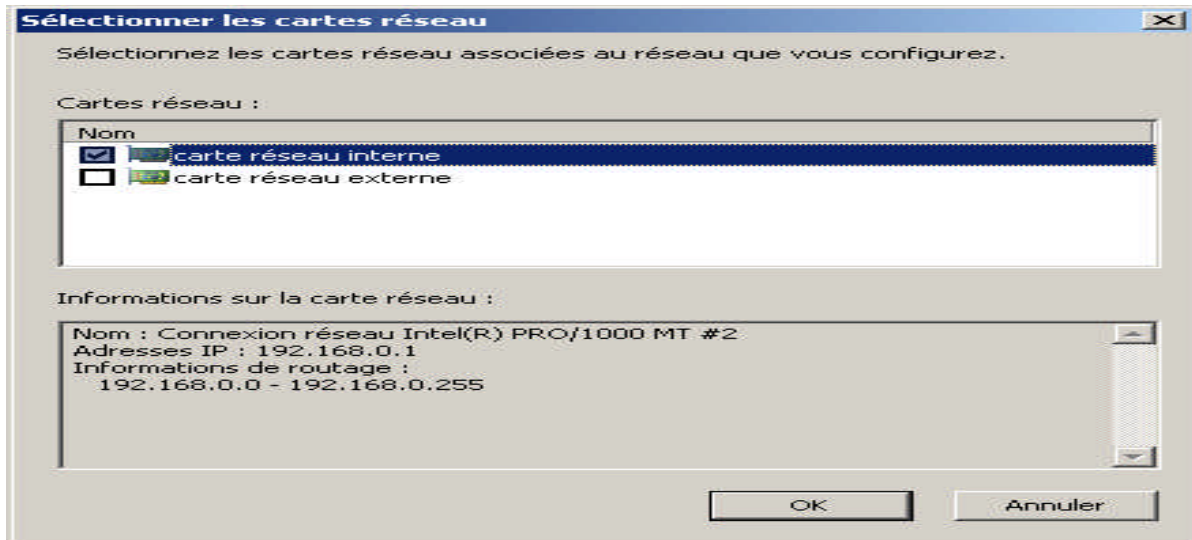 Sélectionner les cartes réseau
Sélectionnez les cartes réseau associées au réseau que vous configurez.
Cartes réseau :
Nom
carte réseau interne
carte réseau externe
Informations sur la carte réseau :
Nom : Connexion réseau Intel(R) PRO/1000 MT #2
Adresses IP : 192.168.0.1
Informations de routage :
192.168.0.0 - 192.168.0.255
OK
Annuler